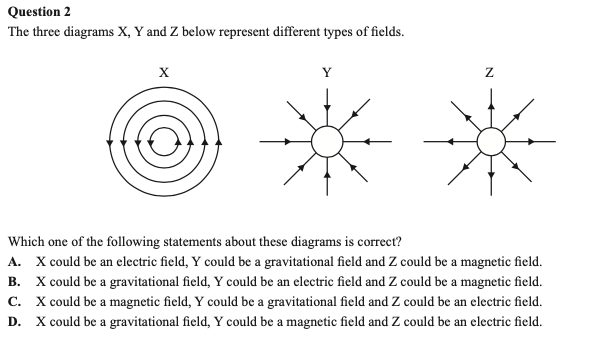 Question 2
The three diagrams X, Y and Z below represent different types of fields.
X Y Z
Which one of the following statements about these diagrams is correct?
A. X could be an electric field, Y could be a gravitational field and Z could be a magnetic field.
B. X could be a gravitational field, Y could be an electric field and Z could be a magnetic field.
C. X could be a magnetic field, Y could be a gravitational field and Z could be an electric field.
D. X could be a gravitational field, Y could be a magnetic field and Z could be an electric field.